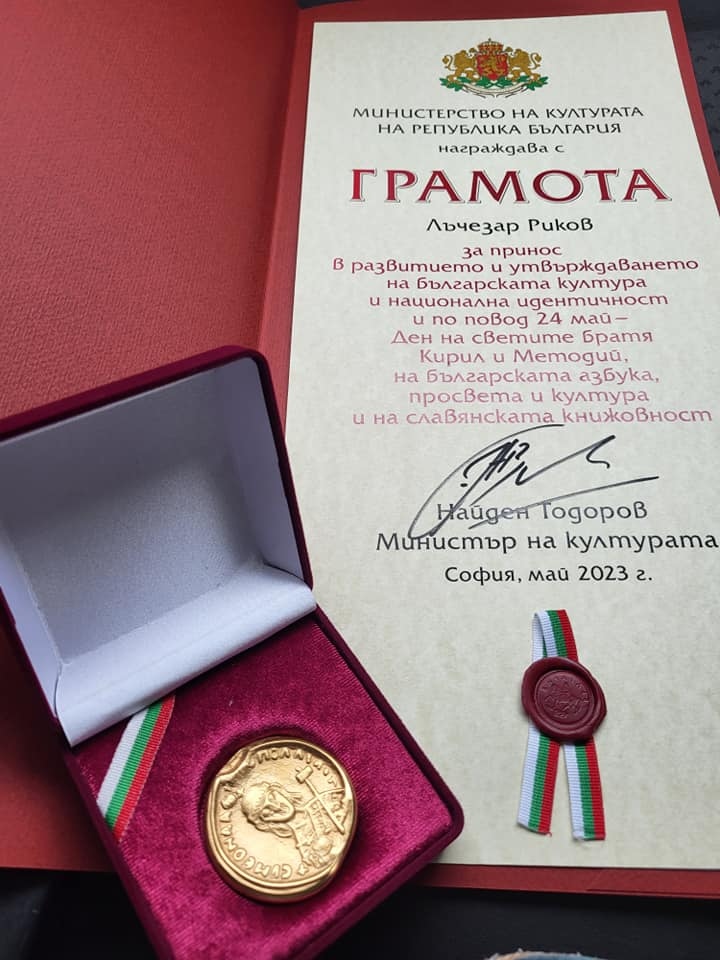 МИНИСТЕРСТВО НА КУЛТУРАТА
НА РЕПУБЛИКА БЪЛГАРИЯ
награждава с
ГРАМОТА
Лъчезар Риков
за принос
в развитието и утвърждаването
на българската култура
и национална идентичност
и по повод 24 май –
Ден на светите братя
Кирил и Методий,
на българската азбука,
просвета и култура
и на славянската книжовност
Найден Тодоров
Министър на културата
София, май 2023 г.